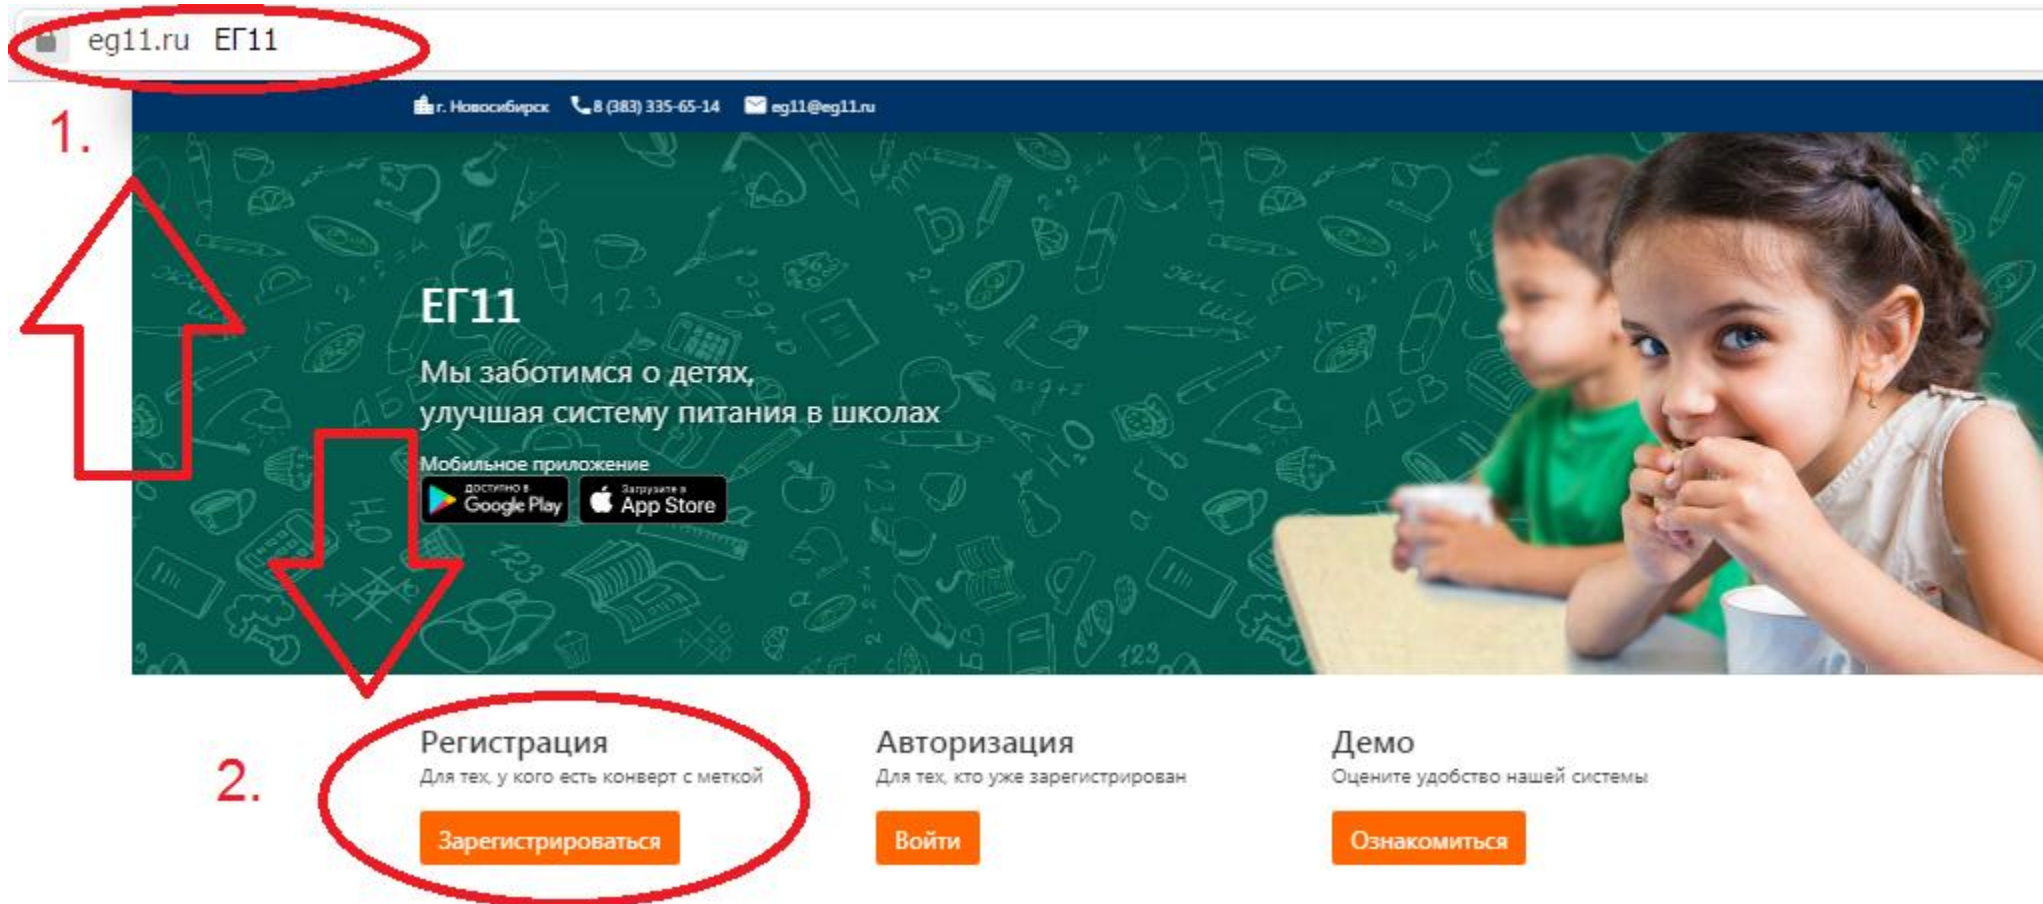 eg11.ru ЕГ11
1.
г. Новосибирск 8 (383) 335-65-14 eg11@eg11.ru
ЕГ11
Мы заботимся о детях,
улучшая систему питания в школах
Мобильное приложение
ДОСТУПНО В
Google Play
Загрузите в
App Store
2.
Регистрация
Для тех, у кого есть конверт с меткой
Зарегистрироваться
Авторизация
Для тех, кто уже зарегистрирован
Войти
Демо
Оцените удобство нашей системы
Ознакомиться